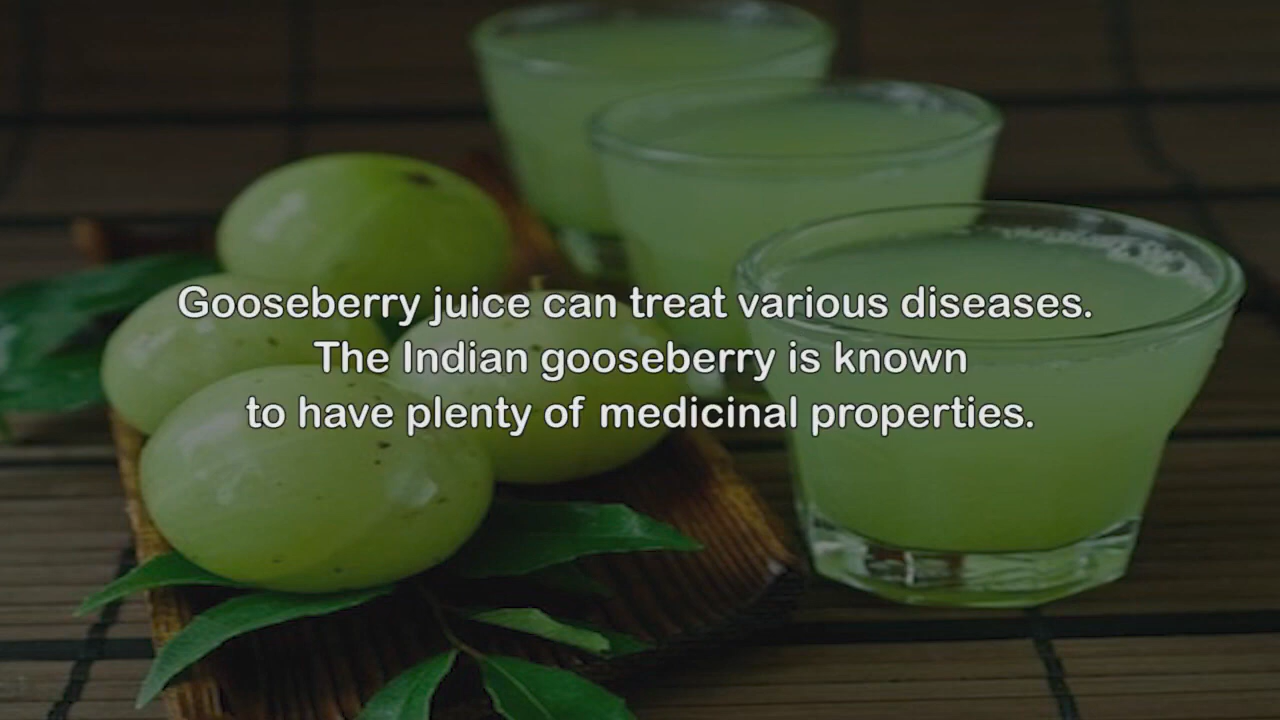 Gooseberry juice can treat various diseases.
The Indian gooseberry is known
to have plenty of medicinal properties.